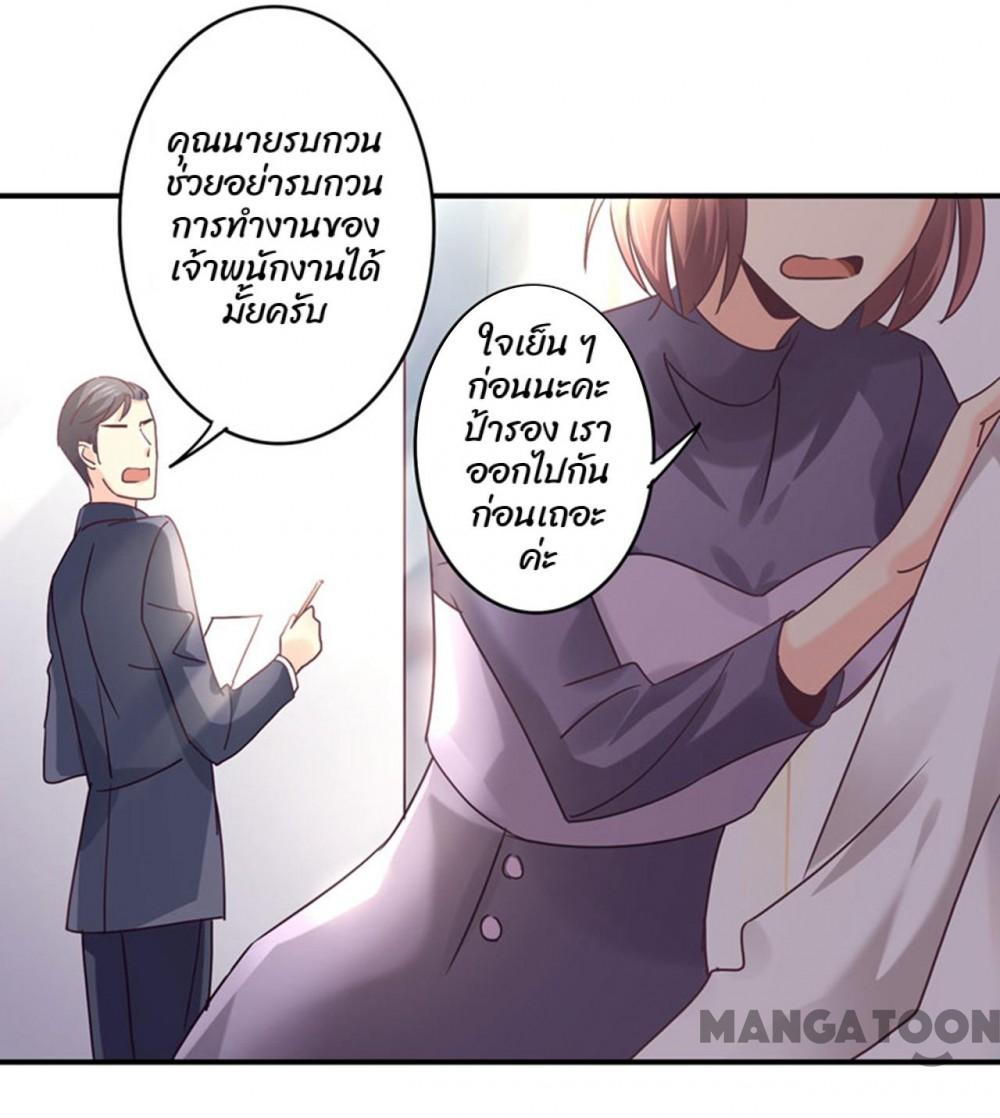 คุณนายรบกวน
ช่วยอย่ารบกวน
การทำงานของ
เจ้าพนักงานได้
มั้ยครับ
ใจเย็น ๆ
ก่อนนะคะ
ป้ารอง เรา
ออกไปกัน
ก่อนเถอะ
ค่ะ
MANGATOON